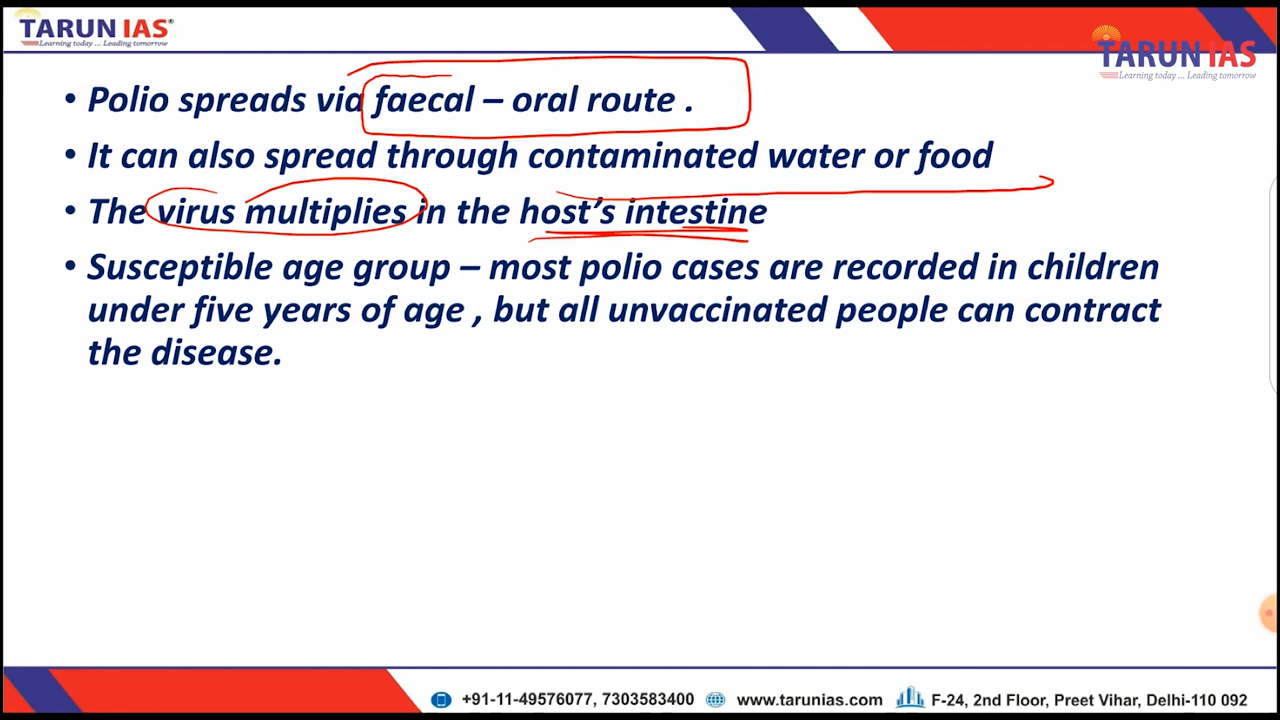 TARUN IAS®
Learning today ... Leading tomorrow
TARUN IAS
Learning today ... Leading tomorrow
• Polio spreads via faecal – oral route .
• It can also spread through contaminated water or food
• The virus multiplies in the host's intestine
• Susceptible age group – most polio cases are recorded in children
under five years of age , but all unvaccinated people can contract
the disease.
+91-11-49576077, 7303583400 www.tarunias.com F-24, 2nd Floor, Preet Vihar, Delhi-110 092